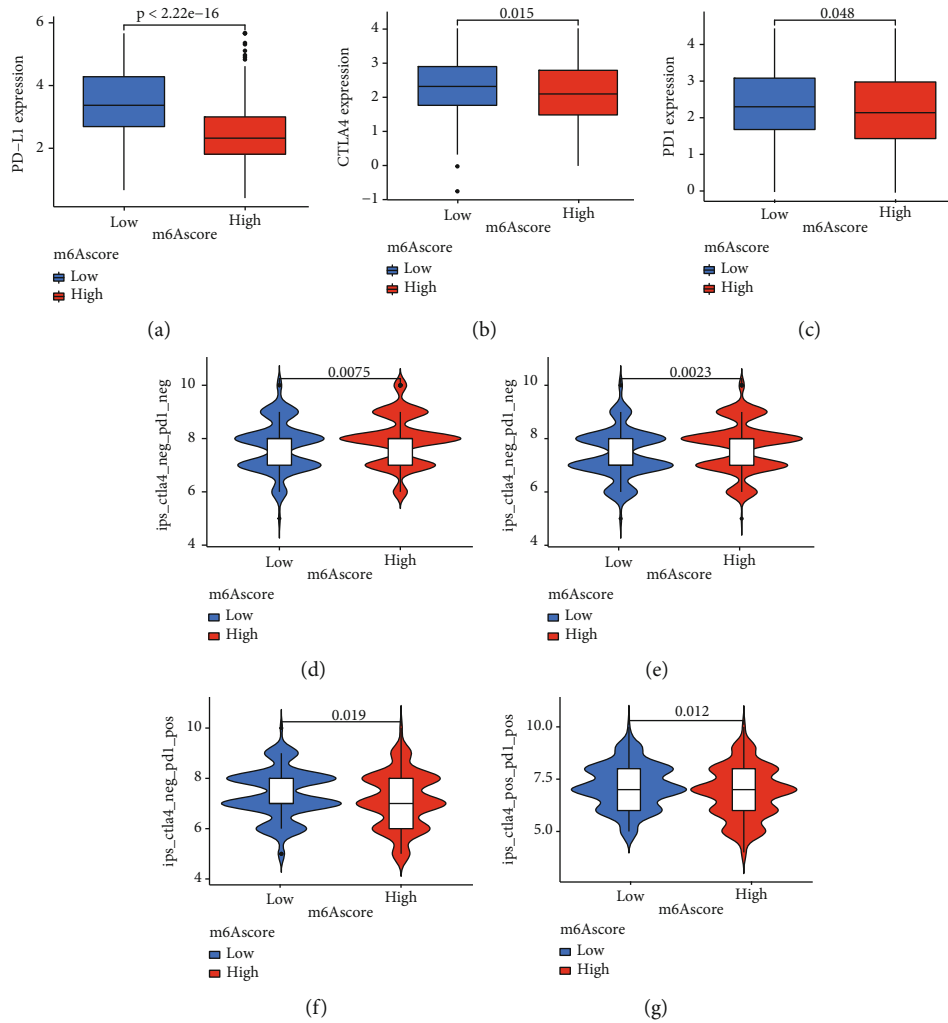 p < 2.22e−16
PD−L1 expression
6
4
2
Low
High
m6Ascore
m6Ascore
Low
High
(a)
0.015
CTLA4 expression
4
3
2
1
0
−1
Low
High
m6Ascore
m6Ascore
Low
High
(b)
0.048
PD1 expression
4
3
2
1
0
Low
High
m6Ascore
m6Ascore
Low
High
(c)
0.0075
ips_ctla4_neg_pd1_neg
10
8
6
4
Low
High
m6Ascore
m6Ascore
Low
High
(d)
0.0023
ips_ctla4_neg_pd1_neg
10
8
6
4
Low
High
m6Ascore
m6Ascore
Low
High
(e)
0.019
ips_ctla4_neg_pd1_pos
10
8
6
4
Low
High
m6Ascore
m6Ascore
Low
High
(f)
0.012
ips_ctla4_pos_pd1_pos
10.0
7.5
5.0
Low
High
m6Ascore
m6Ascore
Low
High
(g)